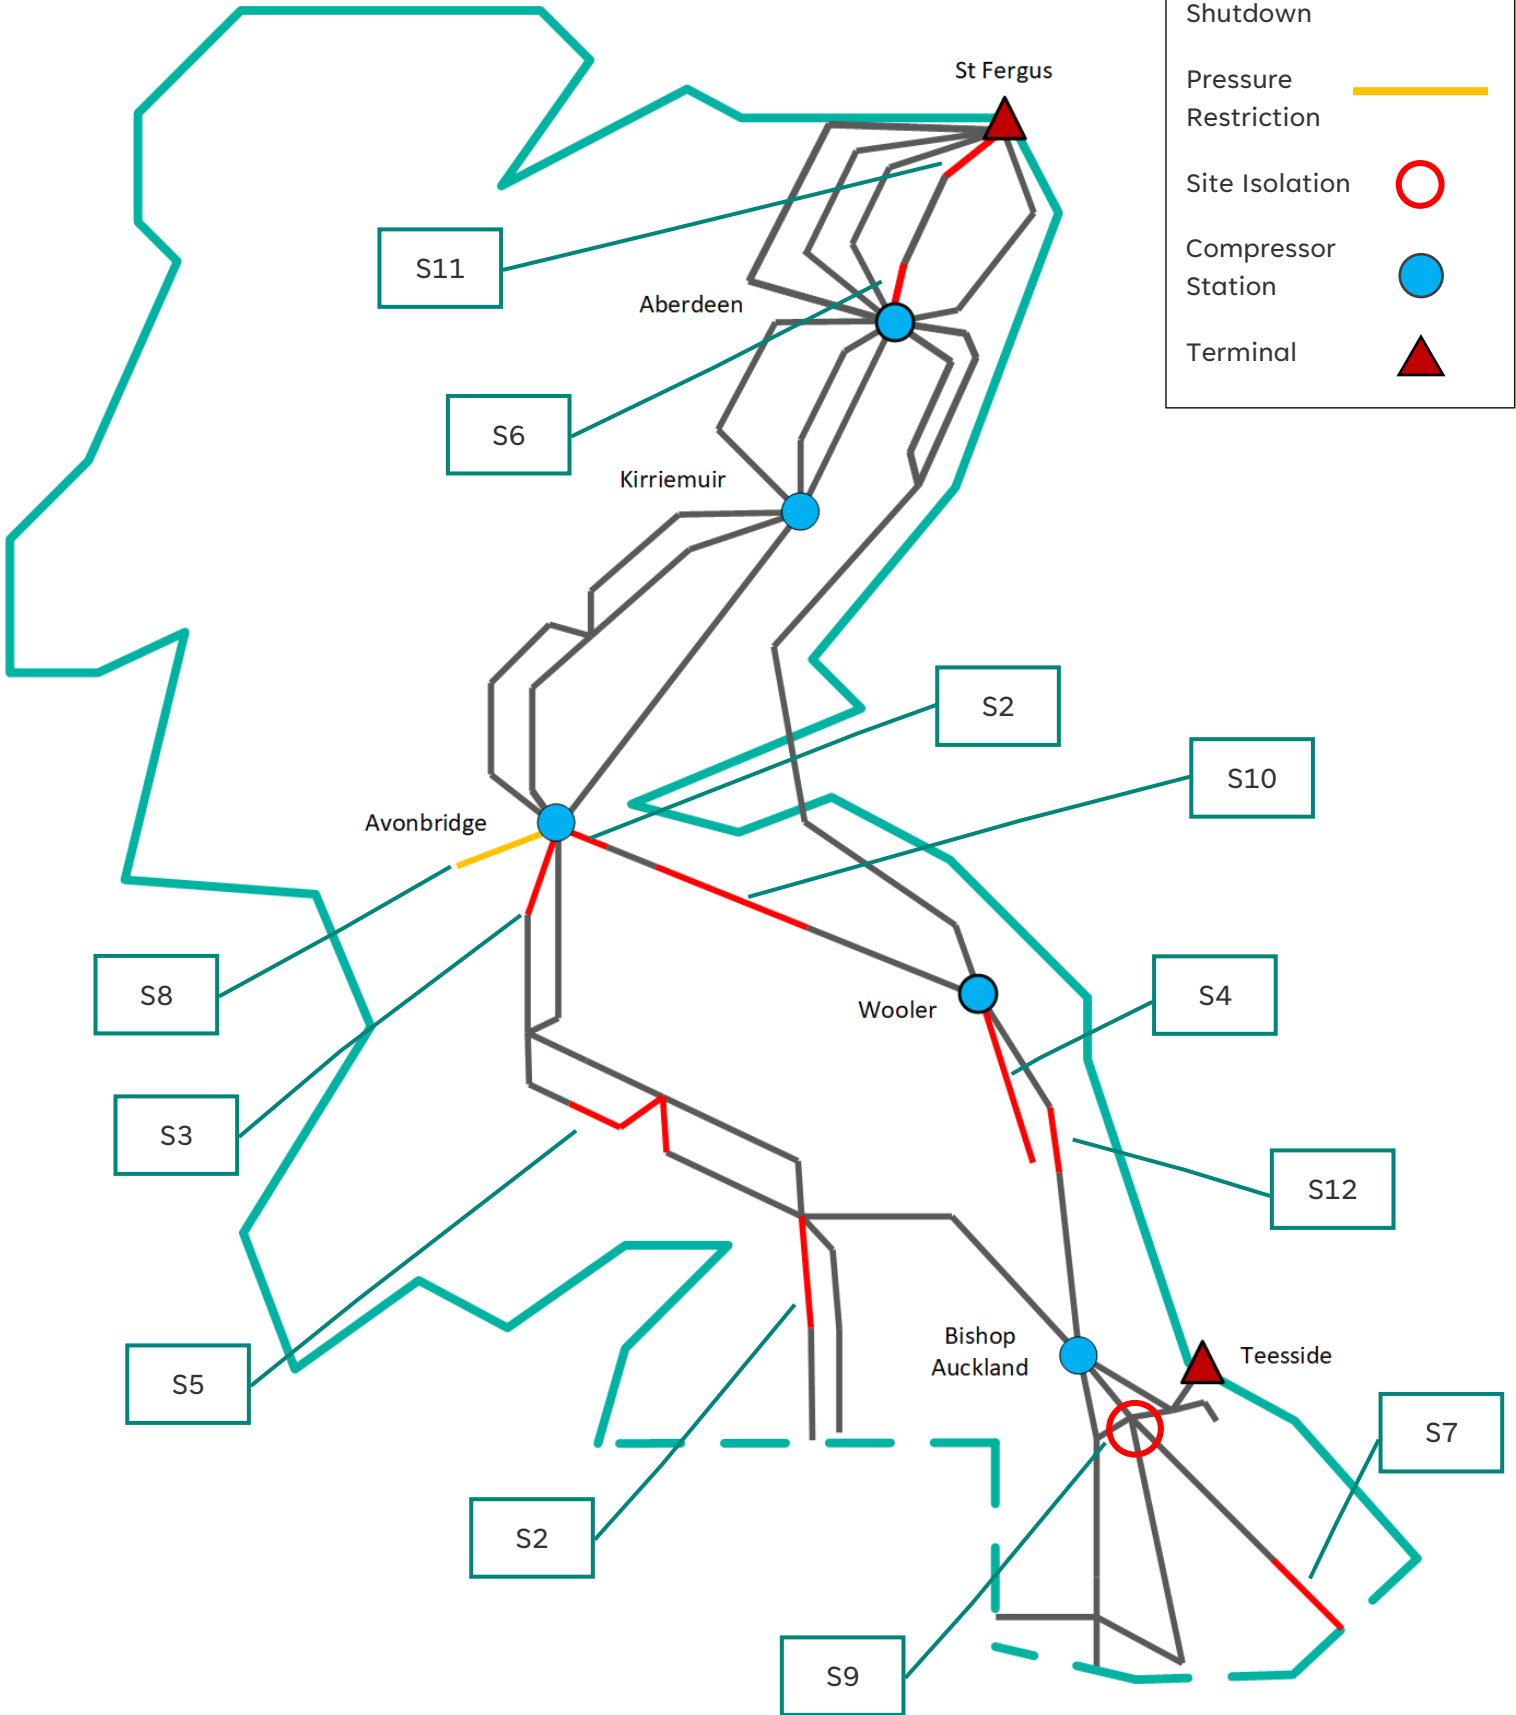 Shutdown
St Fergus
Pressure
Restriction
Site Isolation
Compressor
Station
S11
Aberdeen
Terminal
S6
Kirriemuir
S2
S10
Avonbridge
S8
Wooler
S4
S3
S12
Bishop
Auckland
Teesside
S5
S7
S2
S9